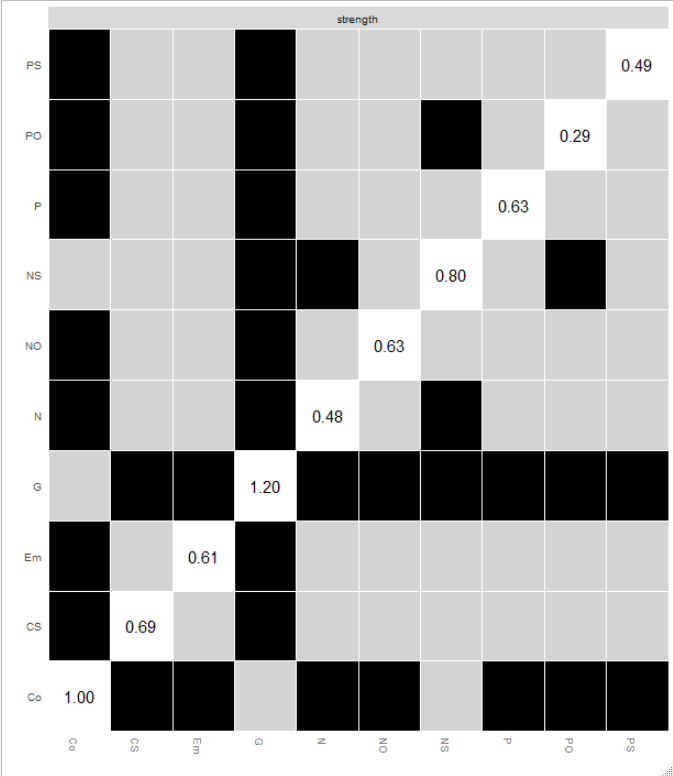 strength
PS 0.49
PO 0.29
P 0.63
NS 0.80
NO 0.63
N 0.48
G 1.20
Em 0.61
CS 0.69
Co 1.00
Co CS Em G N NO NS P PO PS